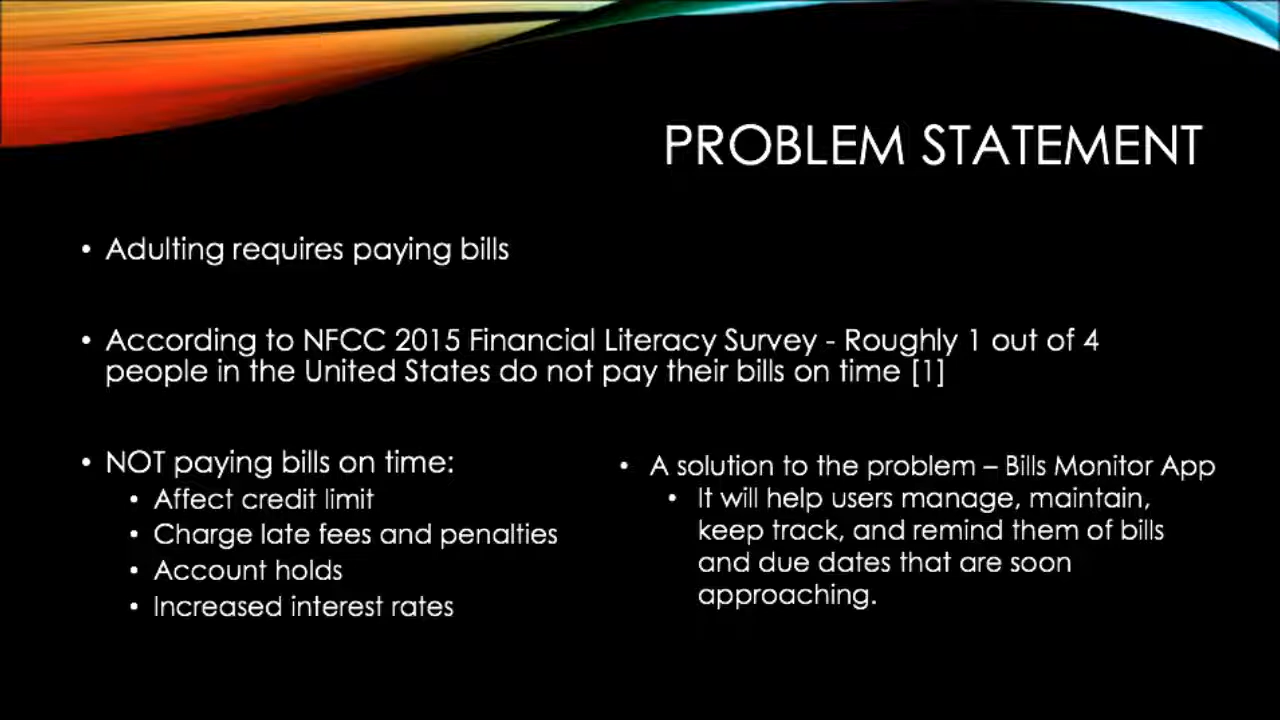 PROBLEM STATEMENT
• Adulting requires paying bills
• According to NFCC 2015 Financial Literacy Survey - Roughly 1 out of 4
people in the United States do not pay their bills on time [1]
• NOT paying bills on time:
• Affect credit limit
• Charge late fees and penalties
• Account holds
• Increased interest rates
• A solution to the problem – Bills Monitor App
• It will help users manage, maintain,
keep track, and remind them of bills
and due dates that are soon
approaching.